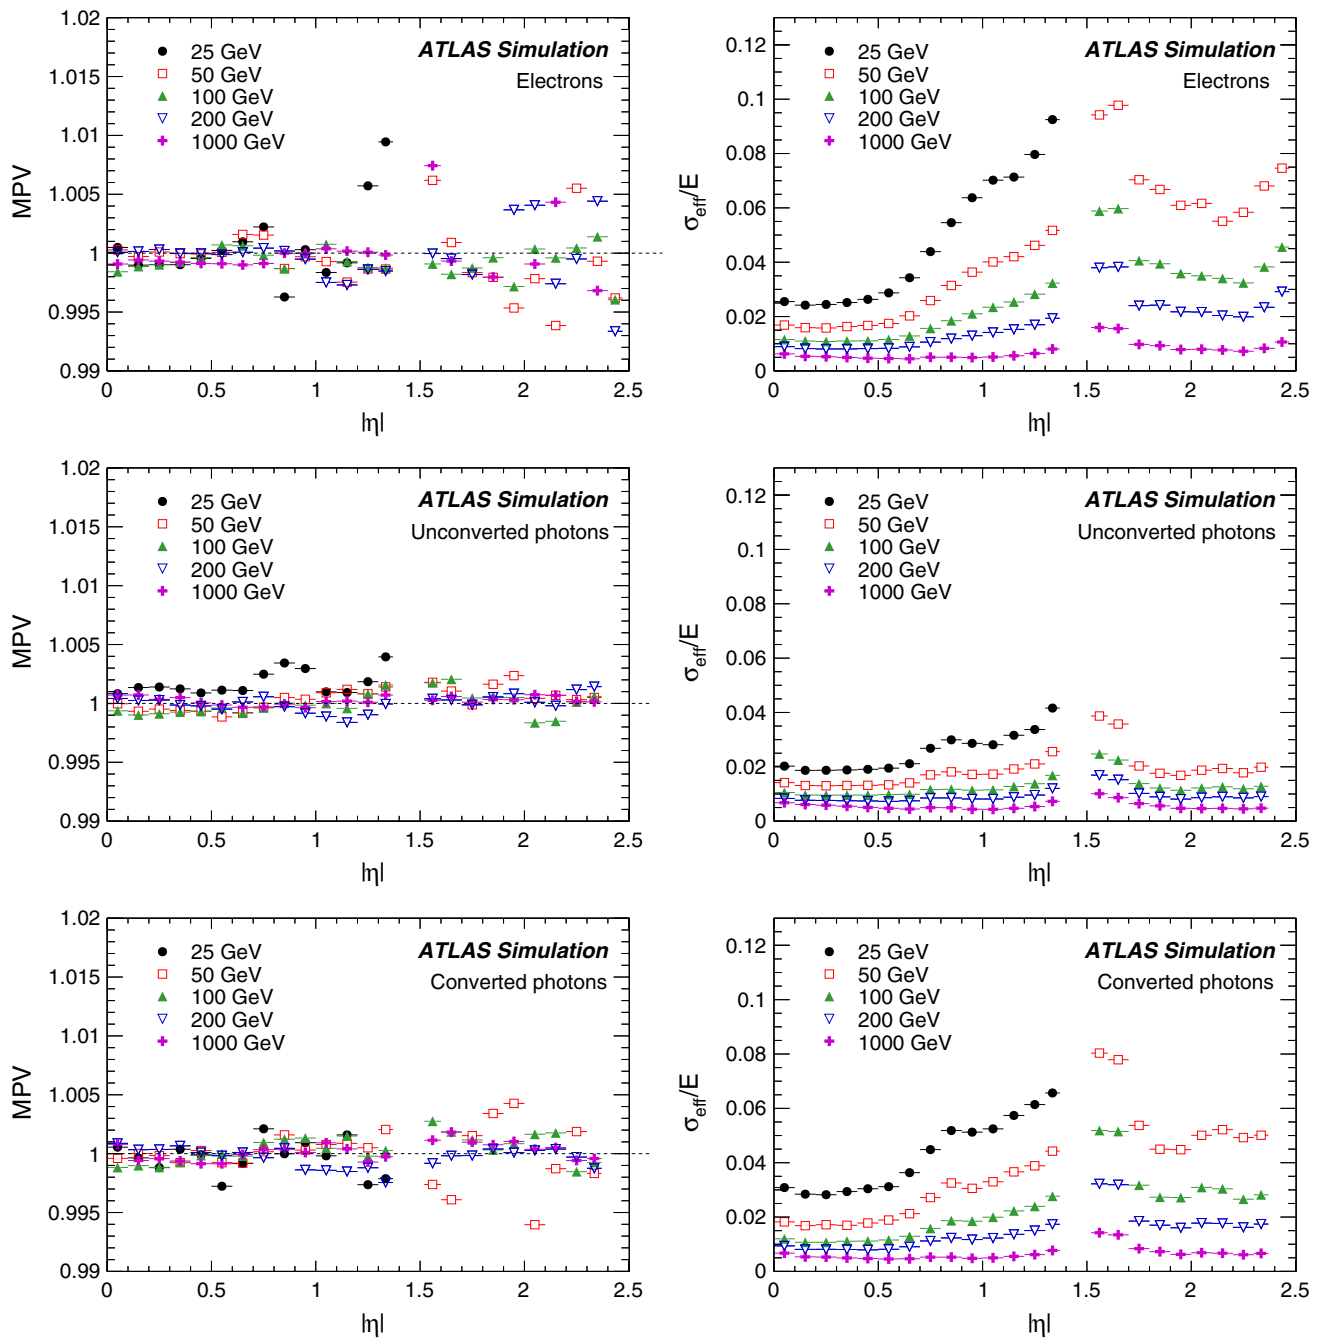 1.02
1.015
1.01
1.005
1
0.995
0.99
MPV
25 GeV
50 GeV
100 GeV
200 GeV
1000 GeV
ATLAS Simulation
Electrons
0 0.5 1 1.5 2 2.5
|η|
0.12
0.1
0.08
0.06
0.04
0.02
0
σeff/E
25 GeV
50 GeV
100 GeV
200 GeV
1000 GeV
ATLAS Simulation
Electrons
0 0.5 1 1.5 2 2.5
|η|
1.02
1.015
1.01
1.005
1
0.995
0.99
MPV
25 GeV
50 GeV
100 GeV
200 GeV
1000 GeV
ATLAS Simulation
Unconverted photons
0 0.5 1 1.5 2 2.5
|η|
0.12
0.1
0.08
0.06
0.04
0.02
0
σeff/E
25 GeV
50 GeV
100 GeV
200 GeV
1000 GeV
ATLAS Simulation
Unconverted photons
0 0.5 1 1.5 2 2.5
|η|
1.02
1.015
1.01
1.005
1
0.995
0.99
MPV
25 GeV
50 GeV
100 GeV
200 GeV
1000 GeV
ATLAS Simulation
Converted photons
0 0.5 1 1.5 2 2.5
|η|
0.12
0.1
0.08
0.06
0.04
0.02
0
σeff/E
25 GeV
50 GeV
100 GeV
200 GeV
1000 GeV
ATLAS Simulation
Converted photons
0 0.5 1 1.5 2 2.5
|η|